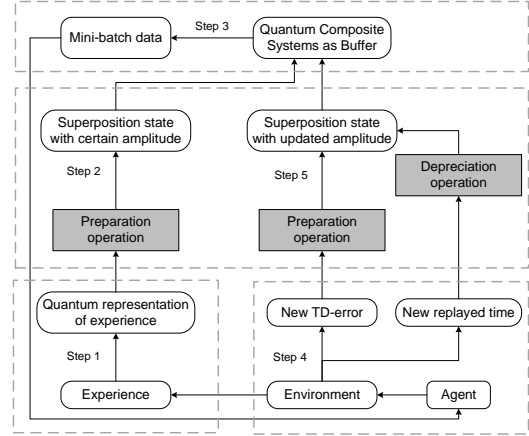 Mini-batch data
Step 3
Quantum Composite
Systems as Buffer
Superposition state
with certain amplitude
Superposition state
with updated amplitude
Step 2
Step 5
Depreciation
operation
Preparation
operation
Preparation
operation
Quantum representation
of experience
New TD-error
New replayed time
Step 1
Step 4
Experience
Environment
Agent